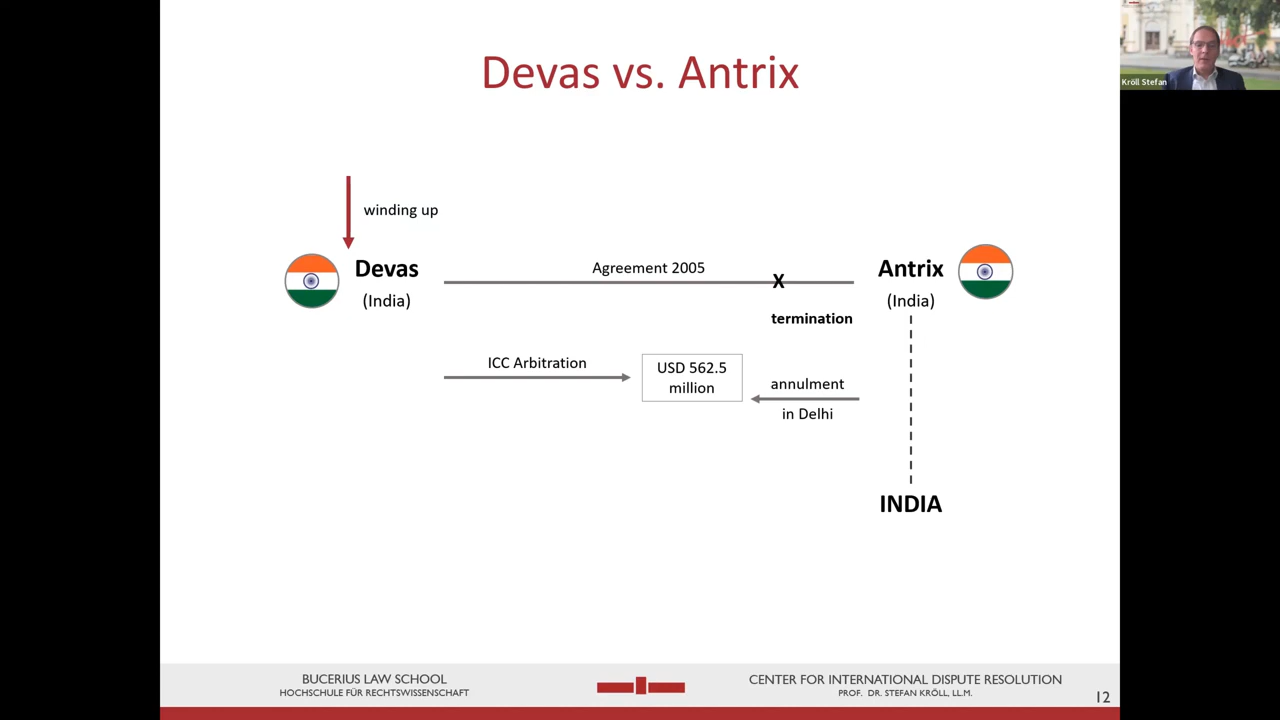 Devas vs. Antrix
Kröll Stefan
winding up
Devas
(India)
Agreement 2005
X
termination
Antrix
(India)
ICC Arbitration
USD 562.5
million
annulment
in Delhi
INDIA
BUCERIUS LAW SCHOOL
HOCHSCHULE FÜR RECHTSWISSENSCHAFT
CENTER FOR INTERNATIONAL DISPUTE RESOLUTION
PROF. DR. STEFAN KRÖLL, LL.M.
12